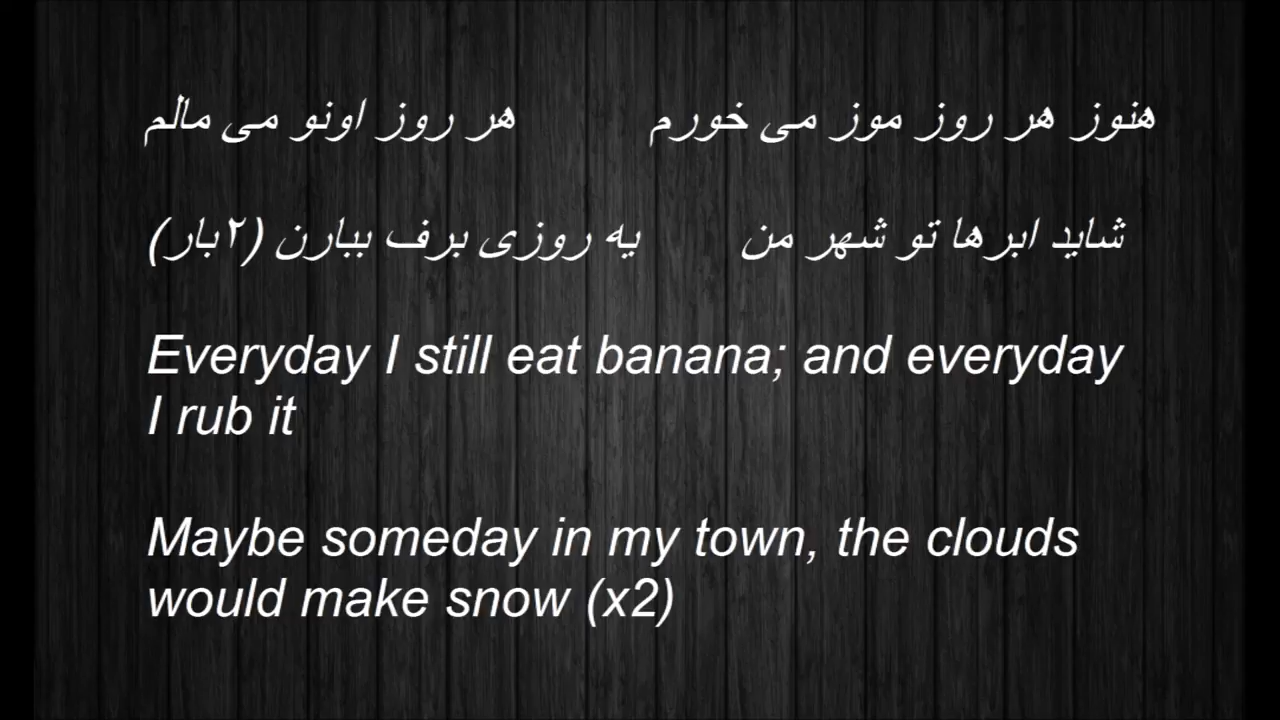 هنوز هر روز موز می خورم هر روز اونو می مالم
شاید ابرها تو شهر من یه روزی برف ببارن (۲بار)
Everyday I still eat banana; and everyday
I rub it
Maybe someday in my town, the clouds
would make snow (x2)